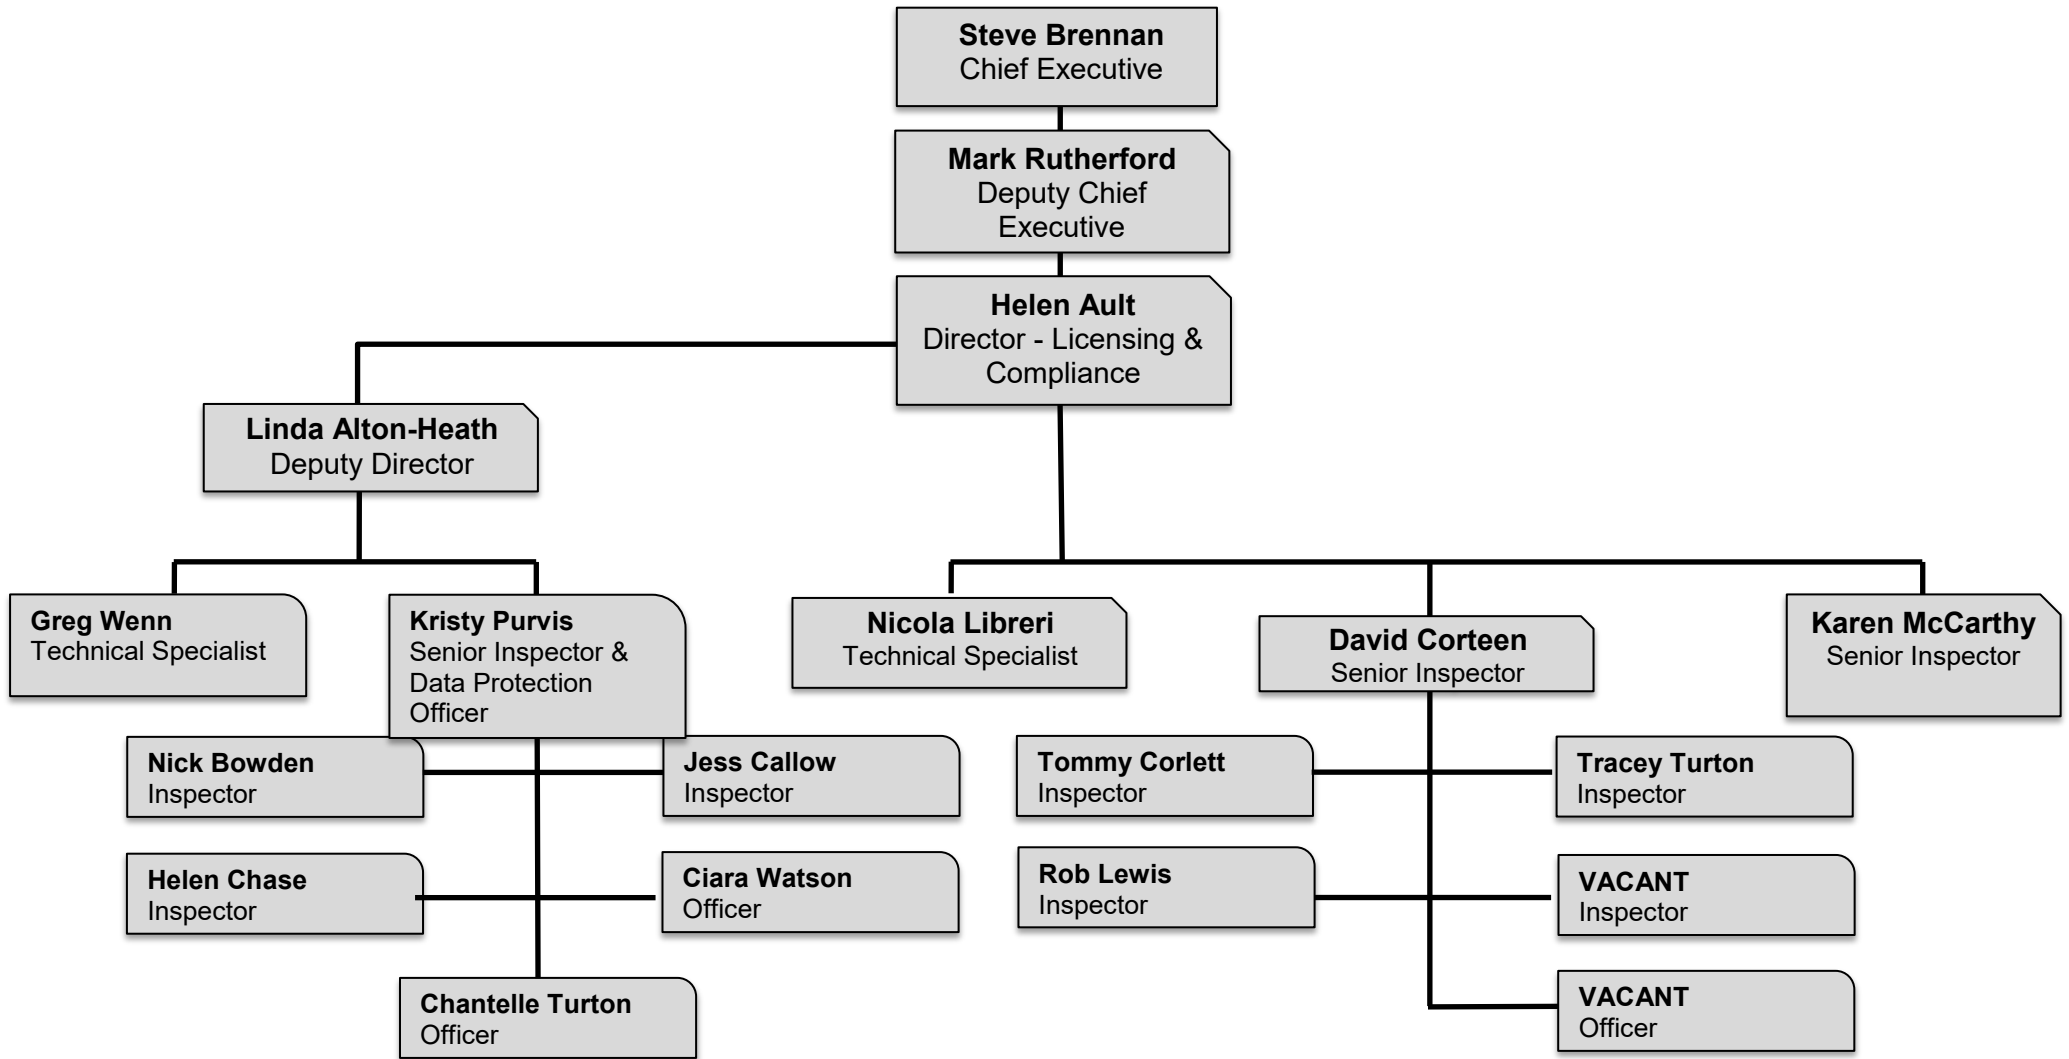 Steve Brennan
Chief Executive
Mark Rutherford
Deputy Chief
Executive
Helen Ault
Director - Licensing &
Compliance
Linda Alton-Heath
Deputy Director
Greg Wenn
Technical Specialist
Kristy Purvis
Senior Inspector &
Data Protection
Officer
Nicola Libreri
Technical Specialist
David Corteen
Senior Inspector
Karen McCarthy
Senior Inspector
Nick Bowden
Inspector
Jess Callow
Inspector
Tommy Corlett
Inspector
Tracey Turton
Inspector
Helen Chase
Inspector
Ciara Watson
Officer
Rob Lewis
Inspector
VACANT
Inspector
Chantelle Turton
Officer
VACANT
Officer